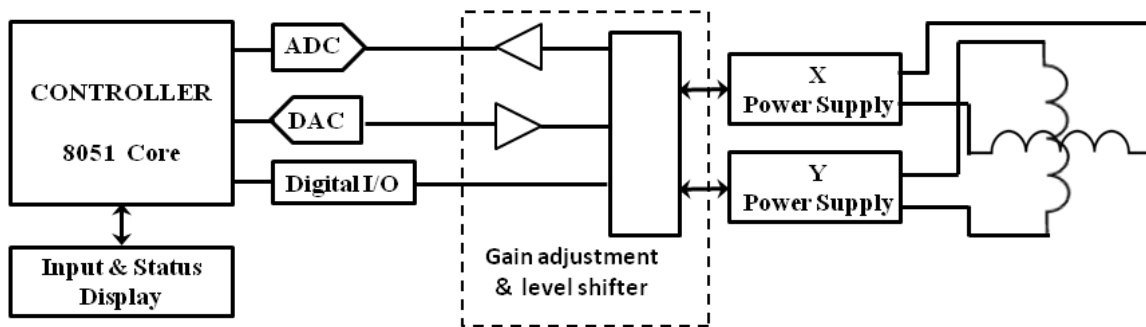 CONTROLLER
8051 Core
ADC
DAC
Digital I/O
Input & Status
Display
Gain adjustment
& level shifter
X
Power Supply
Y
Power Supply